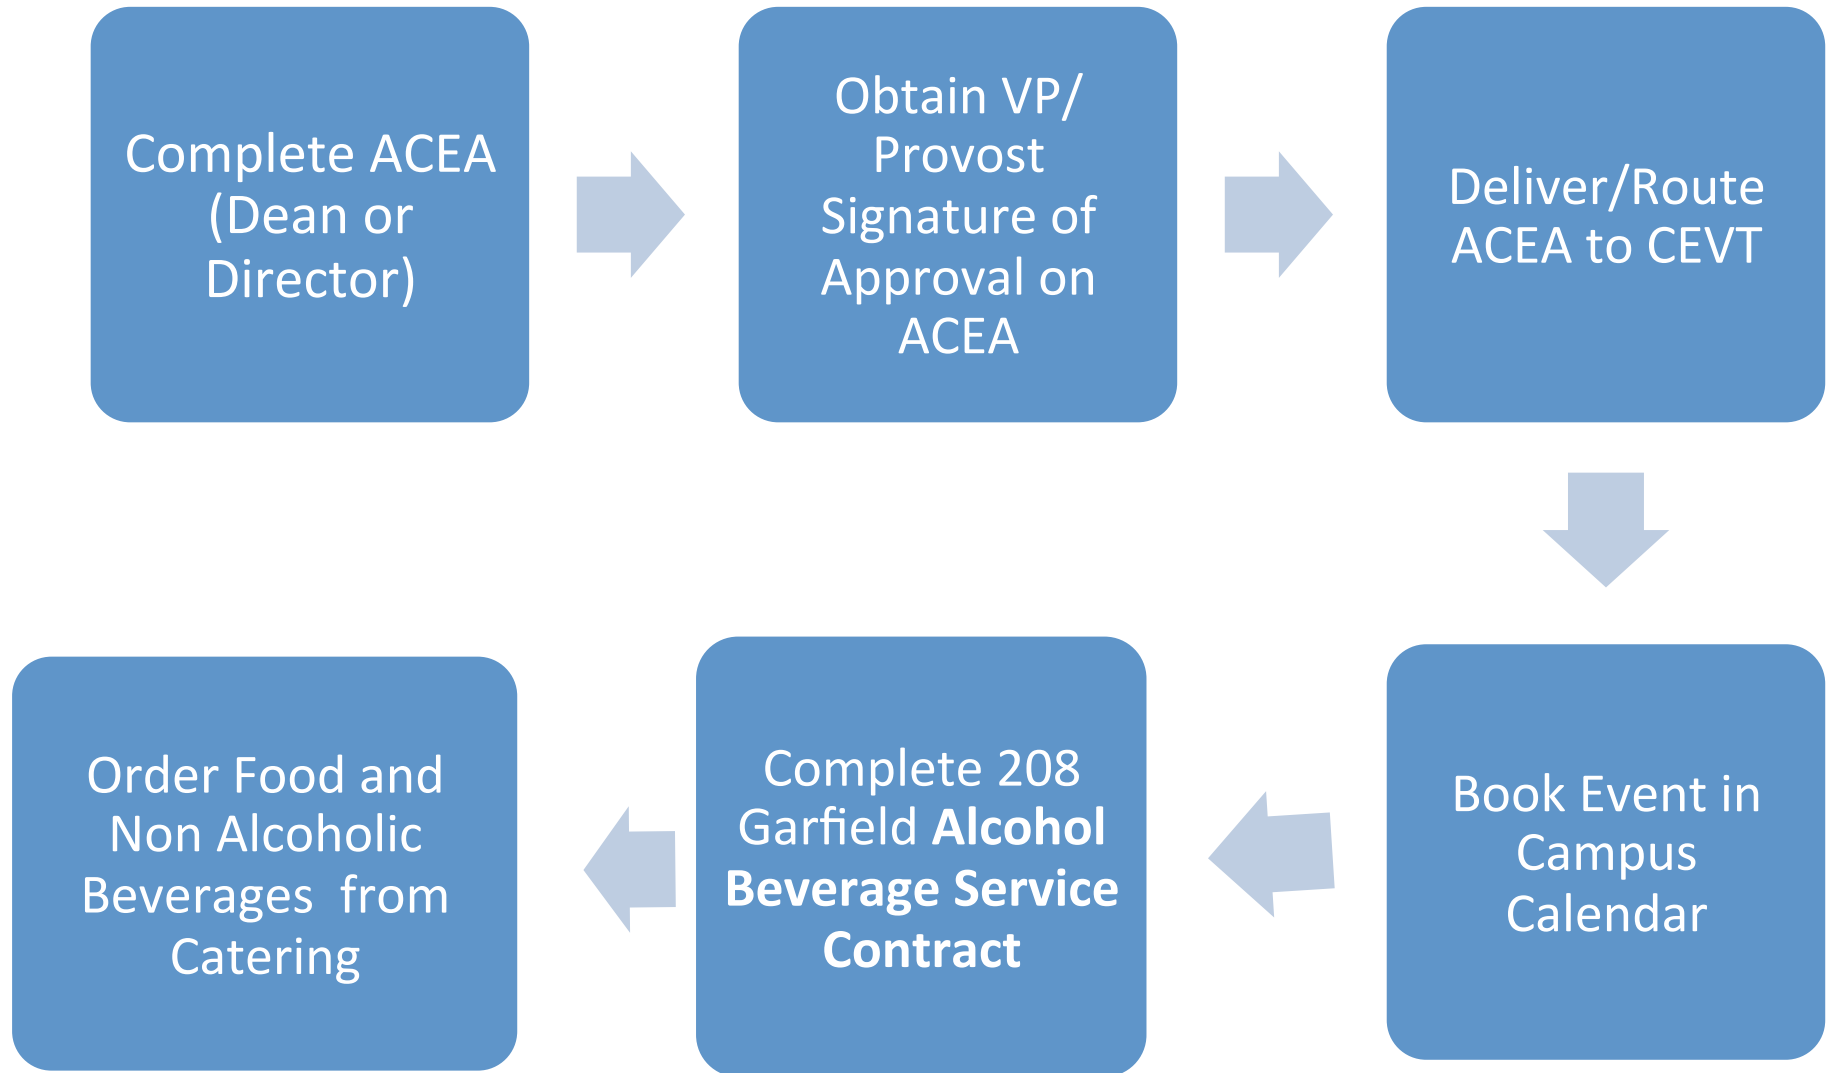 Complete ACEA
(Dean or
Director)
Obtain VP/
Provost
Signature of
Approval on
ACEA
Deliver/Route
ACEA to CEVT
Book Event in
Campus
Calendar
Complete 208
Garfield Alcohol
Beverage Service
Contract
Order Food and
Non Alcoholic
Beverages  from
Catering